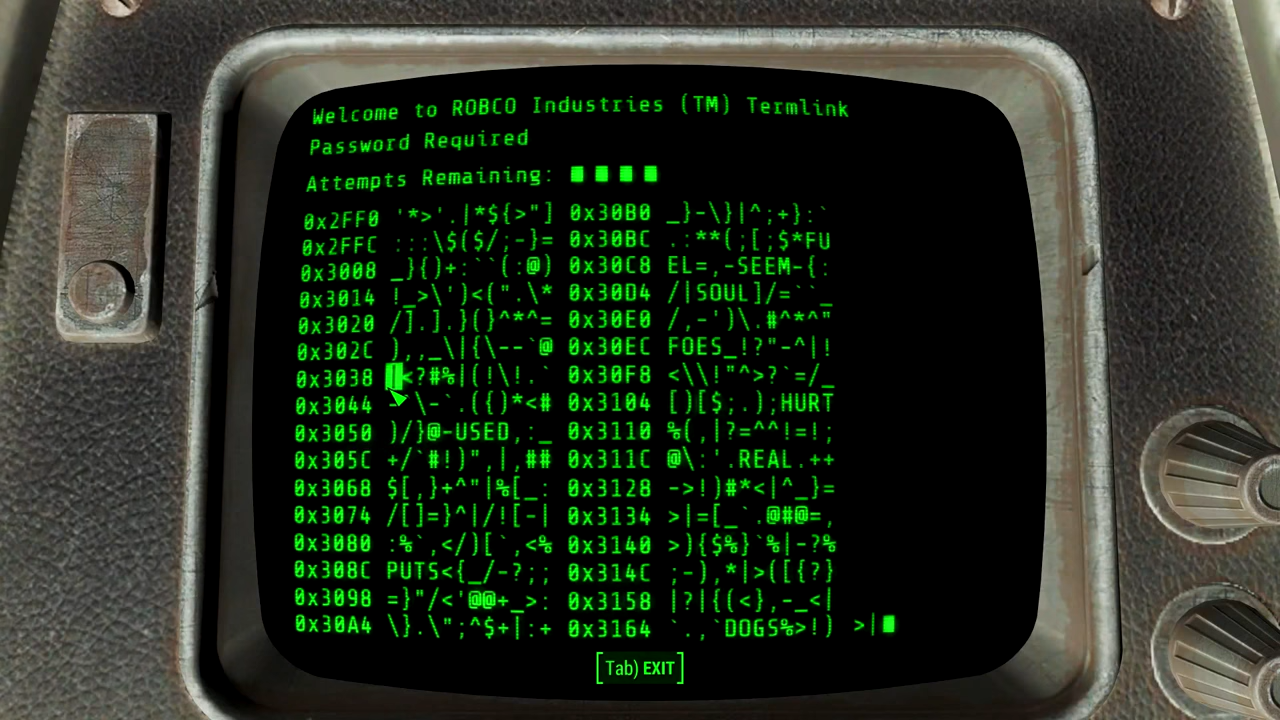 Welcome to ROBCO Industries (TM) Termlink
Password Required
Attempts Remaining: ■ ■ ■ ■
0x2FF0 '*>'.|*${>"] 0x30B0 _}-\}|^;+}:`
0x2FFC :::\$($/;-}= 0x30BC .:**(;[;$*FU
0x3008 _}{)+:``(:@) 0x30C8 EL=,-SEEM-{:
0x3014 !_>\')<(".\* 0x30D4 /|SOUL]/=``_
0x3020 /].].}(}^*^= 0x30E0 /,-')\.#^*^"
0x302C ),,_\|{\--`@ 0x30EC FOES_!?"-^|!
0x3038 |<?#%|(!\!.` 0x30F8 <\\!"^>?`=/_
0x3044 \-`.({)*<# 0x3104 [)[$;.);HURT
0x3050 )/}@-USED,:_ 0x3110 %(,|?=^^!=!;
0x305C +/`#!)",|,## 0x311C @\:'.REAL.++
0x3068 $[,}+^"|%[_: 0x3128 ->!)#*<|^_}=
0x3074 /[]=}^|/![-| 0x3134 >|=[_`.@#@=,
0x3080 :%`,</)[`,<% 0x3140 >){$%}`%|-?%
0x308C PUTS<{_/-?;; 0x314C ;-),*|>([{?}
0x3098 =}"/<'@@+_>: 0x3158 |?|{(<},-_<|
0x30A4 \}.\";^$+|:+ 0x3164 `.,`DOGS%>!) >|■
[Tab) EXIT]